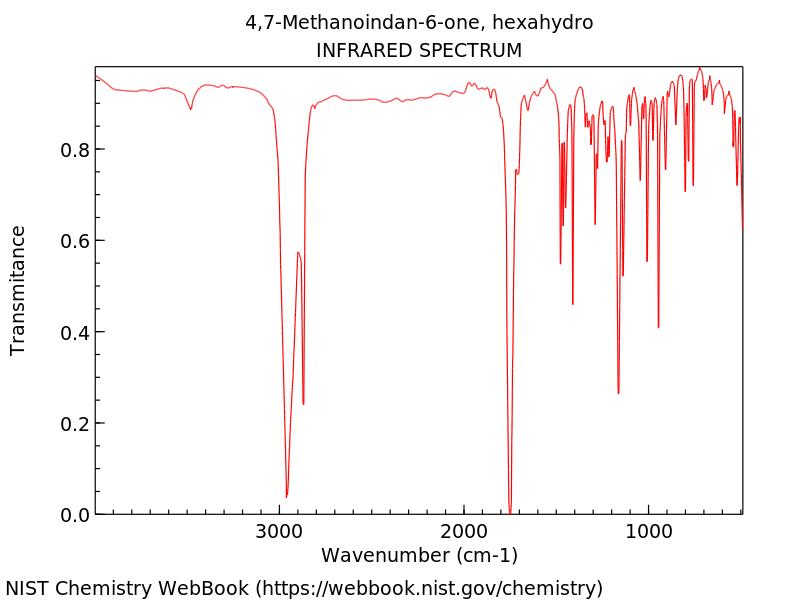 4,7-Methanoindan-6-one, hexahydro
INFRARED SPECTRUM
Transmitance
0.8
0.6
0.4
0.2
0.0
3000 2000 1000
Wavenumber (cm-1)
NIST Chemistry WebBook (https://webbook.nist.gov/chemistry)